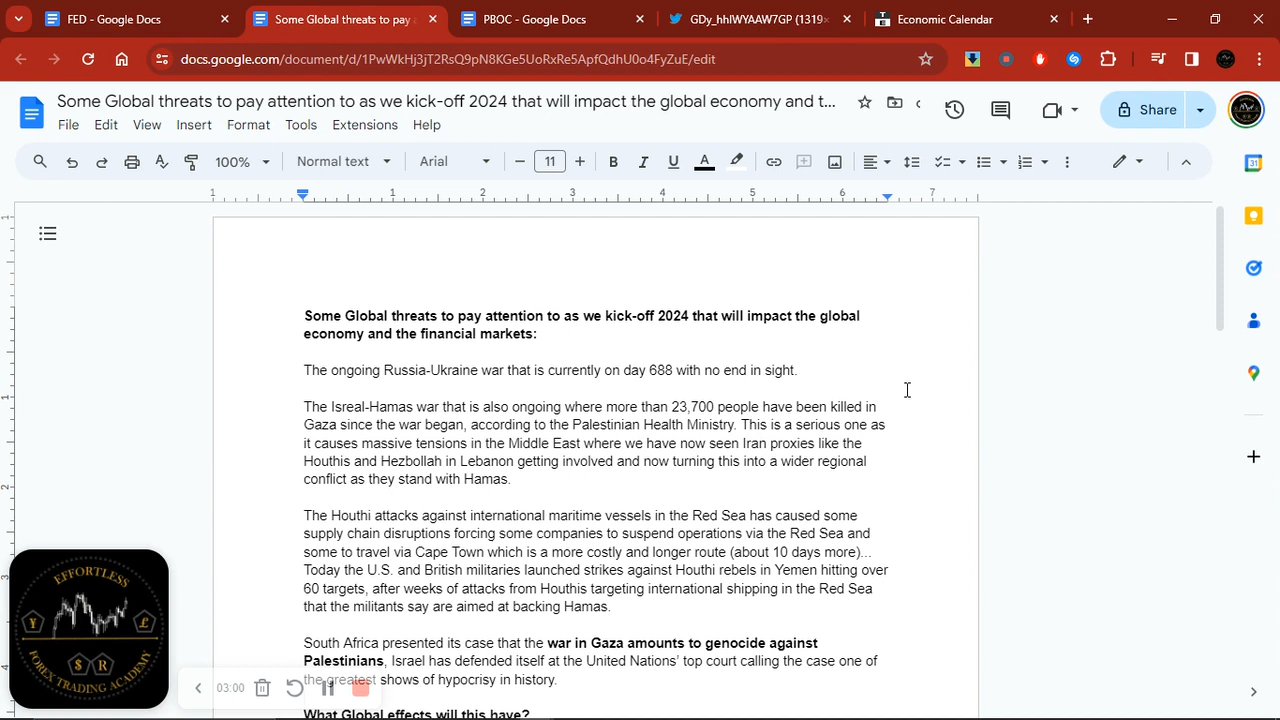 FED - Google Docs
Some Global threats to pay
PBOC - Google Docs
GDy_hhIW8AAW7GP (1319×
Economic Calendar
docs.google.com/document/d/1PwWkHj3jT2RsQ9pN8KGe5UoRxRe5ApfQdhU0o4FyZuE/edit
Some Global threats to pay attention to as we kick-off 2024 that will impact the global economy and t...
Share
File Edit View Insert Format Tools Extensions Help
100% Normal text Arial 11 B I U A
31
1 1 2 3 4 5 6 7
1
Some Global threats to pay attention to as we kick-off 2024 that will impact the global
economy and the financial markets:
The ongoing Russia-Ukraine war that is currently on day 688 with no end in sight.
1
The Isreal-Hamas war that is also ongoing where more than 23,700 people have been killed in
Gaza since the war began, according to the Palestinian Health Ministry. This is a serious one as
it causes massive tensions in the Middle East where we have now seen Iran proxies like the
Houthis and Hezbollah in Lebanon getting involved and now turning this into a wider regional
conflict as they stand with Hamas.
2
The Houthi attacks against international maritime vessels in the Red Sea has caused some
supply chain disruptions forcing some companies to suspend operations via the Red Sea and
some to travel via Cape Town which is a more costly and longer route (about 10 days more)...
Today the U.S. and British militaries launched strikes against Houthi rebels in Yemen hitting over
3
60 targets, after weeks of attacks from Houthis targeting international shipping in the Red Sea
that the militants say are aimed at backing Hamas.
South Africa presented its case that the war in Gaza amounts to genocide against
Palestinians, Israel has defended itself at the United Nations' top court calling the case one of
4
the greatest shows of hypocrisy in history.
What Global effects will this have?
EFFORTLESS
¥ £
$ R
FOREX TRADING ACADEMY
03:00